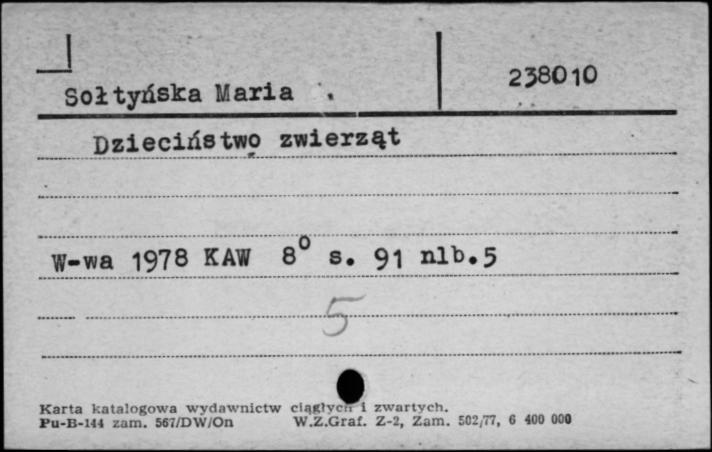 238010
Sołtyńska Maria .
Dzieciństwo zwierząt
W-wa 1978 KAW 8° s. 91 nlb.5
5
Karta katalogowa wydawnictw ciągłych i zwartych.
Pu-B-144 zam. 567/DW/On W.Z.Graf. Z-2, Zam. 502/77, 6 400 000